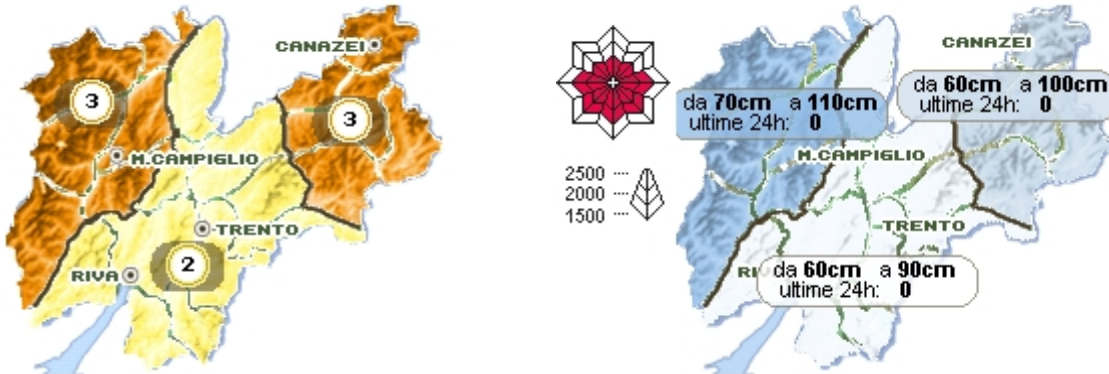 CANAZEI
3
3
M.CAMPIGLIO
TRENTO
2
RIVA
CANAZEI
da 60cm a 100cm
ultime 24h: 0
da 70cm a 110cm
ultime 24h: 0
M.CAMPIGLIO
2500
2000
1500
TRENTO
RI
da 60cm a 90cm
ultime 24h: 0